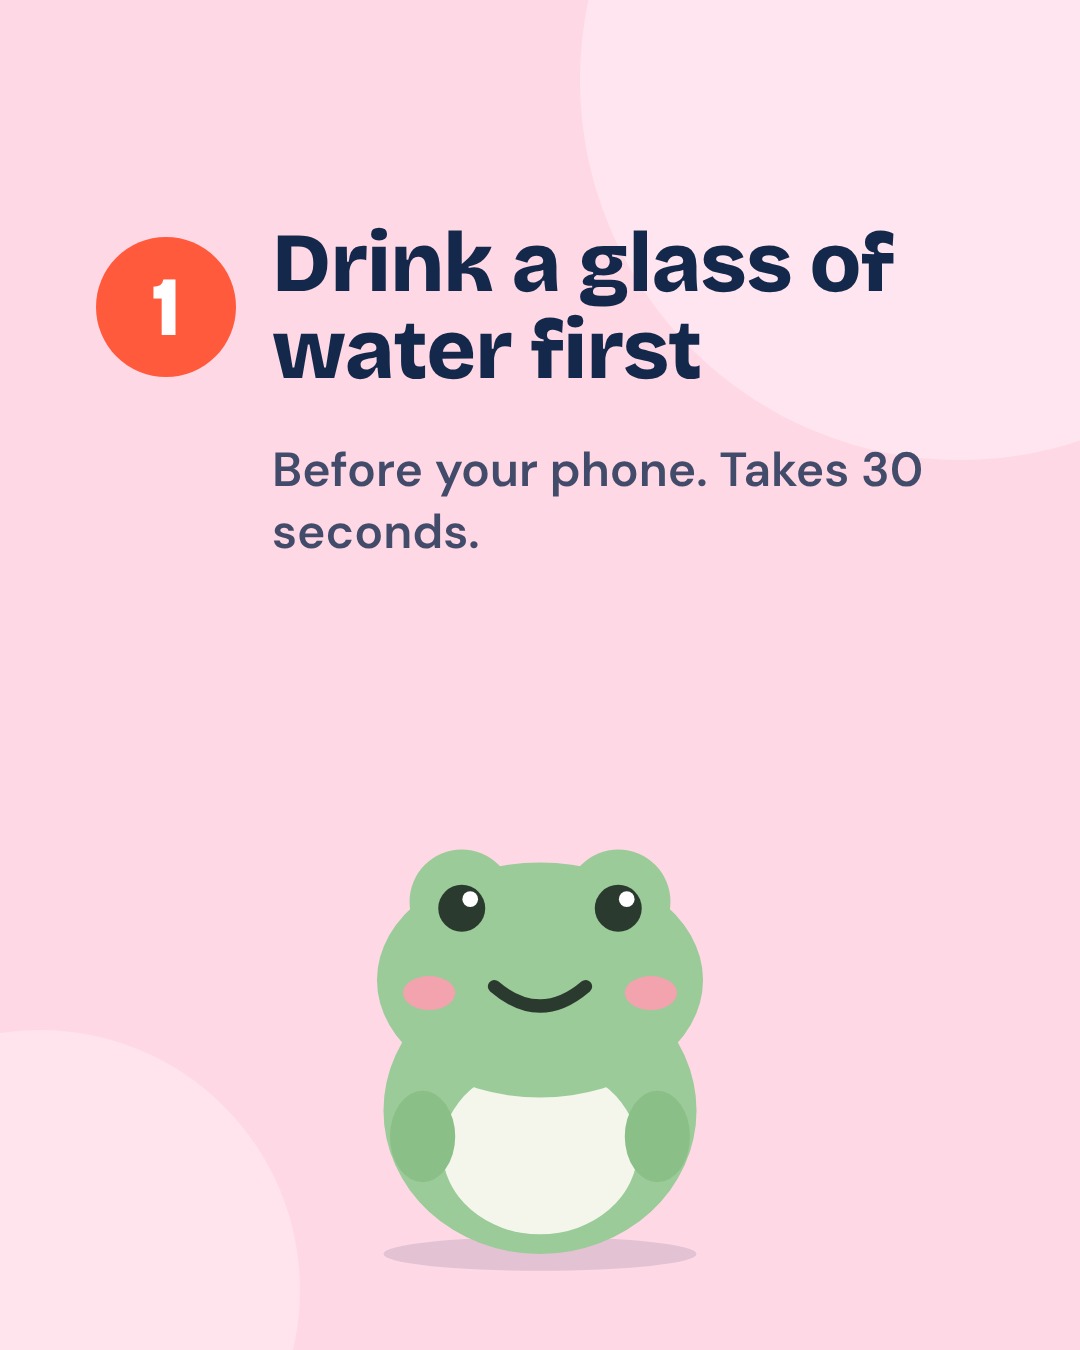 1
Drink a glass of
water first
Before your phone. Takes 30
seconds.